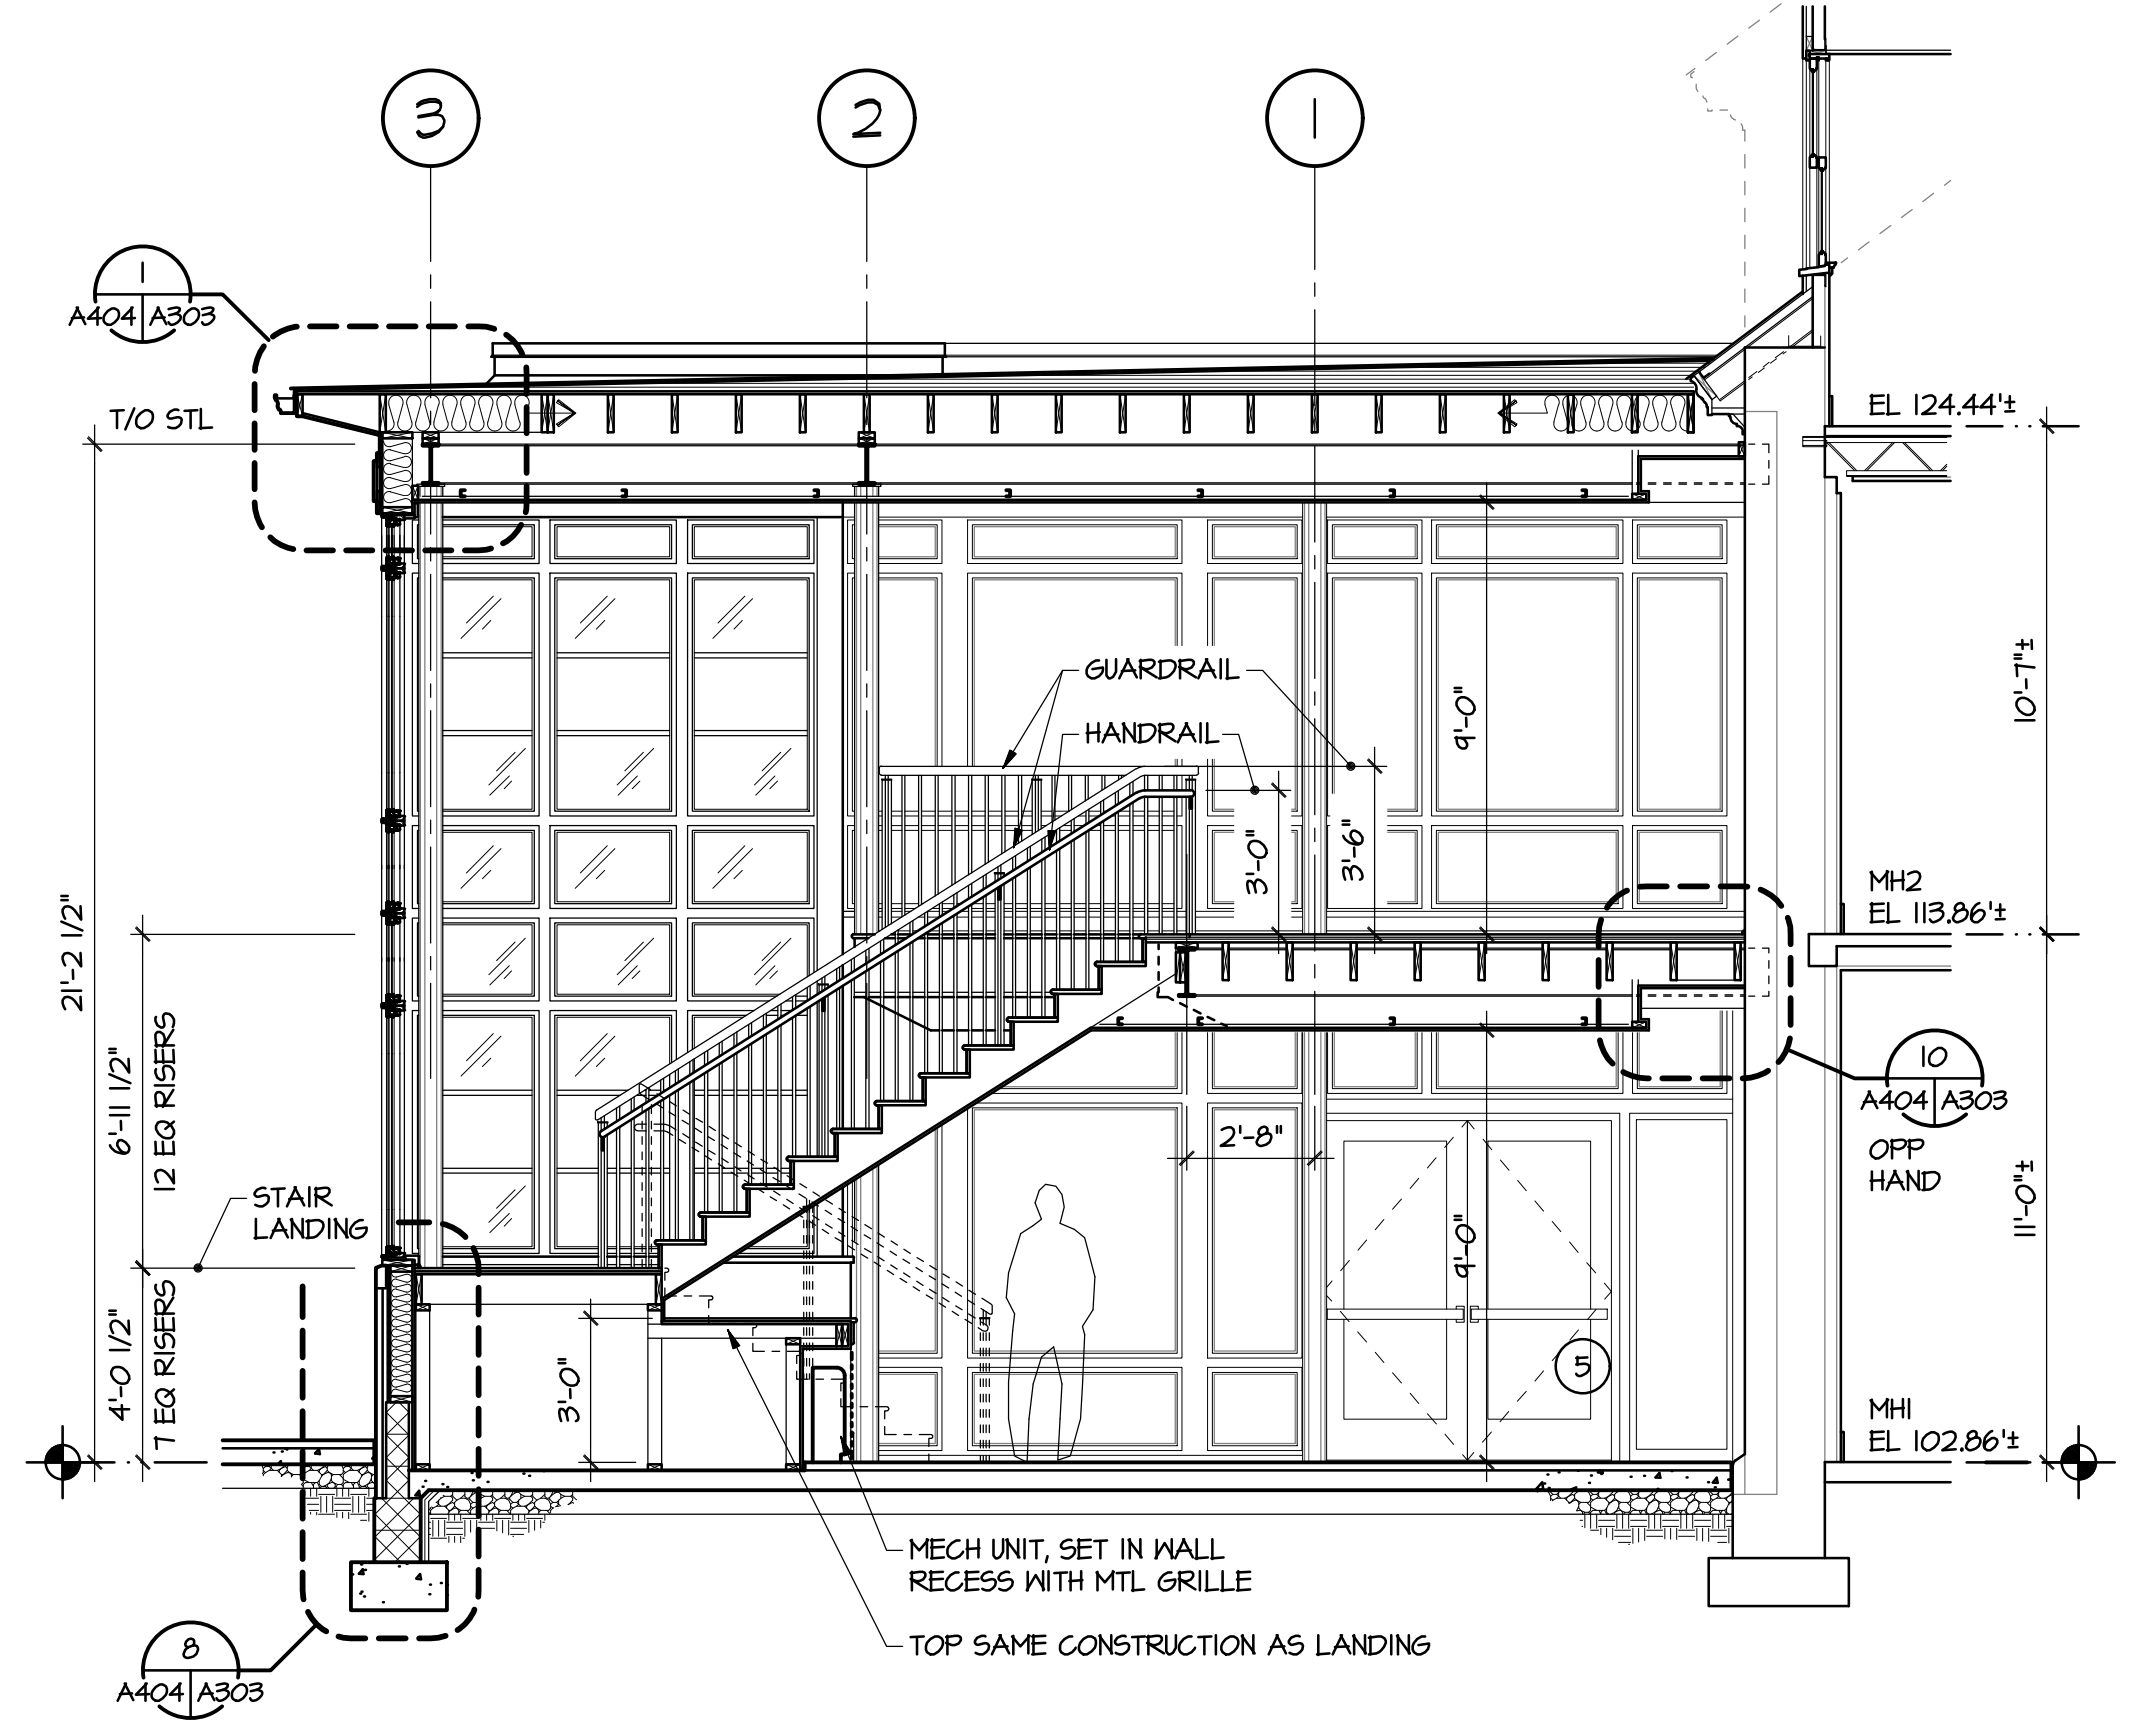 3
2
1
1
A404 A303
T/O STL
EL 124.44'±
GUARDRAIL
HANDRAIL
9'-0"
10'-7"±
3'-0"
3'-6"
MH2
EL 113.86'±
21'-2 1/2"
6'-11 1/2"
12 EQ RISERS
10
A404 A303
OPP
HAND
2'-8"
STAIR
LANDING
9'-0"
11'-0"±
4'-0 1/2"
7 EQ RISERS
3'-0"
5
MH1
EL 102.86'±
MECH UNIT, SET IN WALL
RECESS WITH MTL GRILLE
TOP SAME CONSTRUCTION AS LANDING
8
A404 A303